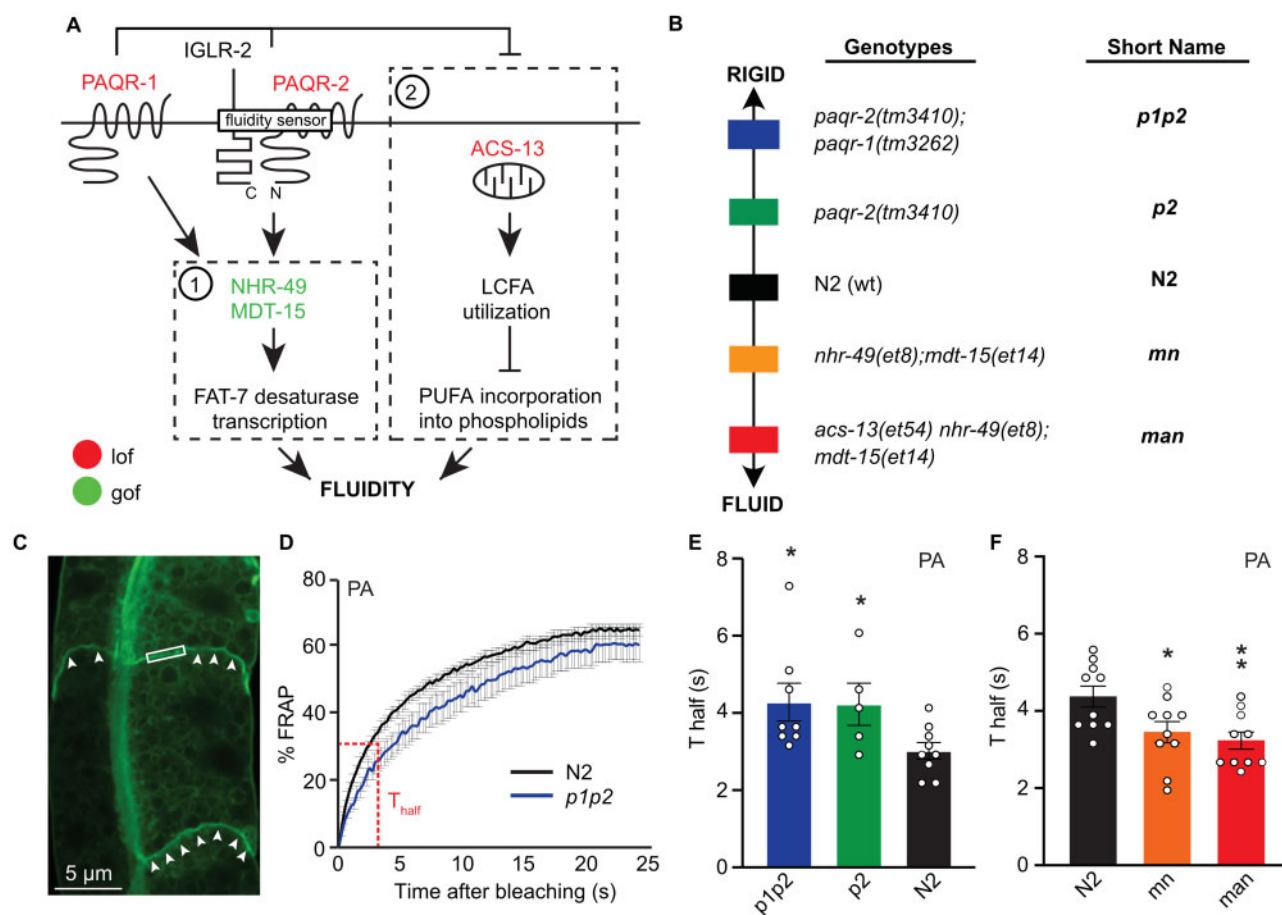 A
IGLR-2
PAQR-1
PAQR-2
fluidity sensor
C N
1
NHR-49
MDT-15
FAT-7 desaturase
transcription
2
ACS-13
LCFA
utilization
PUFA incorporation
into phospholipids
FLUIDITY
lof
gof
B
Genotypes
Short Name
RIGID
paqr-2(tm3410);
paqr-1(tm3262)
p1p2
paqr-2(tm3410)
p2
N2 (wt)
N2
nhr-49(et8);mdt-15(et14)
mn
acs-13(et54) nhr-49(et8);
mdt-15(et14)
man
FLUID
C
5 µm
D
PA
% FRAP
80
60
40
20
0
T half
N2
p1p2
0 5 10 15 20 25
Time after bleaching (s)
E
PA
T half (s)
8
6
4
2
0
*
*
p1p2
p2
N2
F
PA
T half (s)
8
6
4
2
0
*
*
*
N2
mn
man